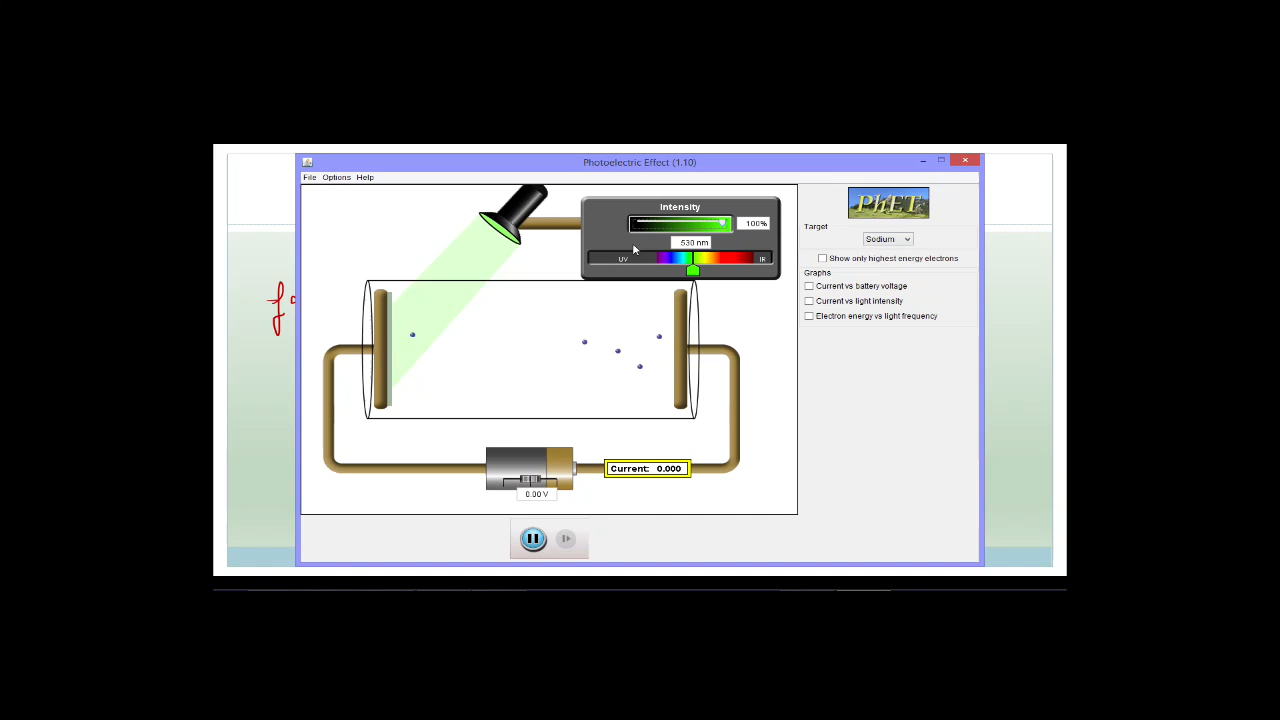 Photoelectric Effect (1.10)
File Options Help
Intensity
100%
530 nm
UV
IR
Current: 0.000
0.00 V
PhET
Target
Sodium
Show only highest energy electrons
Graphs
Current vs battery voltage
Current vs light intensity
Electron energy vs light frequency